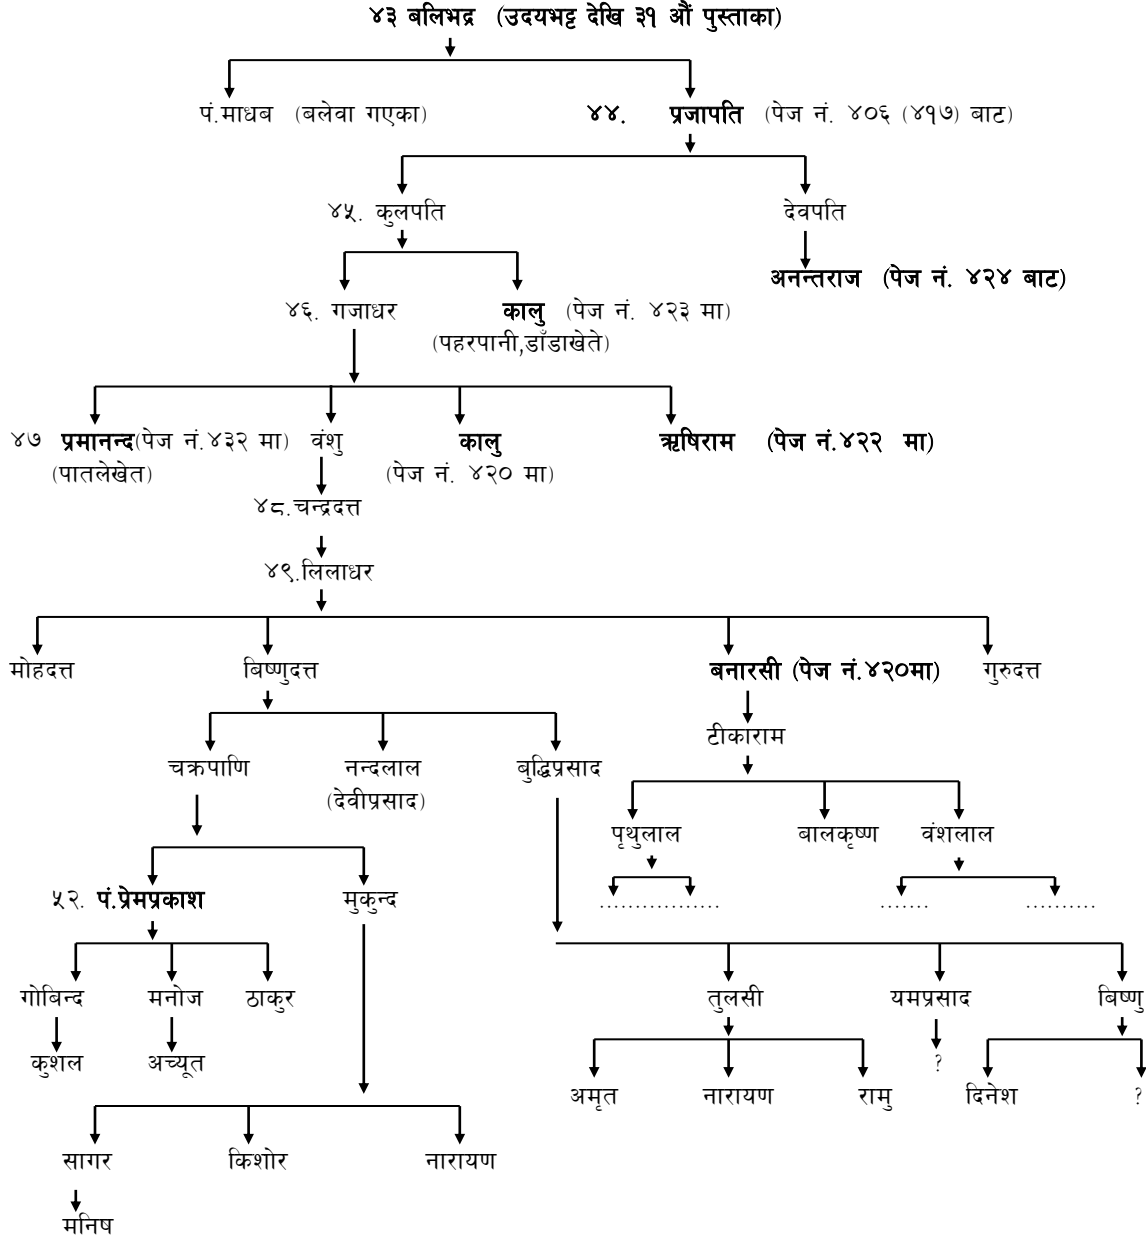 ४३ बलिभद्र (उदयभट्ट देखि ३१ औं पुस्ताका)
पं.माधब (बलेवा गएका) ४४. प्रजापति (पेज नं. ४०६ (४१७) बाट)
४५. कुलपति देवपति
अनन्तराज (पेज नं. ४२४ बाट)
४६. गजाधर कालु (पेज नं. ४२३ मा)
(पहरपानी,डाँडाखेते)
४७ प्रमानन्द(पेज नं.४३२ मा) वंशु कालु ऋषिराम (पेज नं.४२२ मा)
(पातलेखेत) (पेज नं. ४२० मा)
४८.चन्द्रदत्त
४९.लिलाधर
मोहदत्त बिष्णुदत्त बनारसी (पेज नं.४२०मा) गुरुदत्त
टीकाराम
चक्रपाणि नन्दलाल बुद्धिप्रसाद
(देवीप्रसाद)
पृथुलाल बालकृष्ण वंशलाल
५२. पं.प्रेमप्रकाश मुकुन्द ................ ....... ..........
गोबिन्द मनोज ठाकुर तुलसी यमप्रसाद बिष्णु
कुशल अच्यूत ?
अमृत नारायण रामु दिनेश ?
सागर किशोर नारायण
मनिष